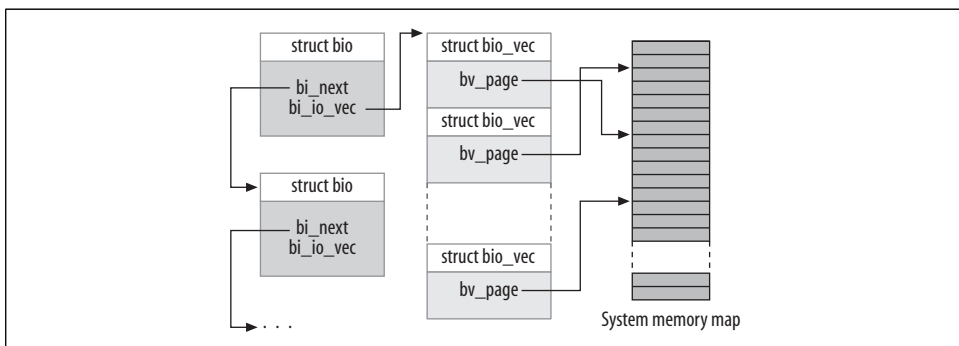 struct bio
bi_next
bi_io_vec
struct bio
bi_next
bi_io_vec
. . .
struct bio_vec
bv_page
struct bio_vec
bv_page
struct bio_vec
bv_page
System memory map